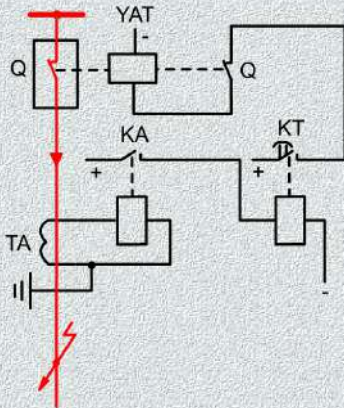 YAT
-
Q
Q
KA
KT
+
+
TA
-